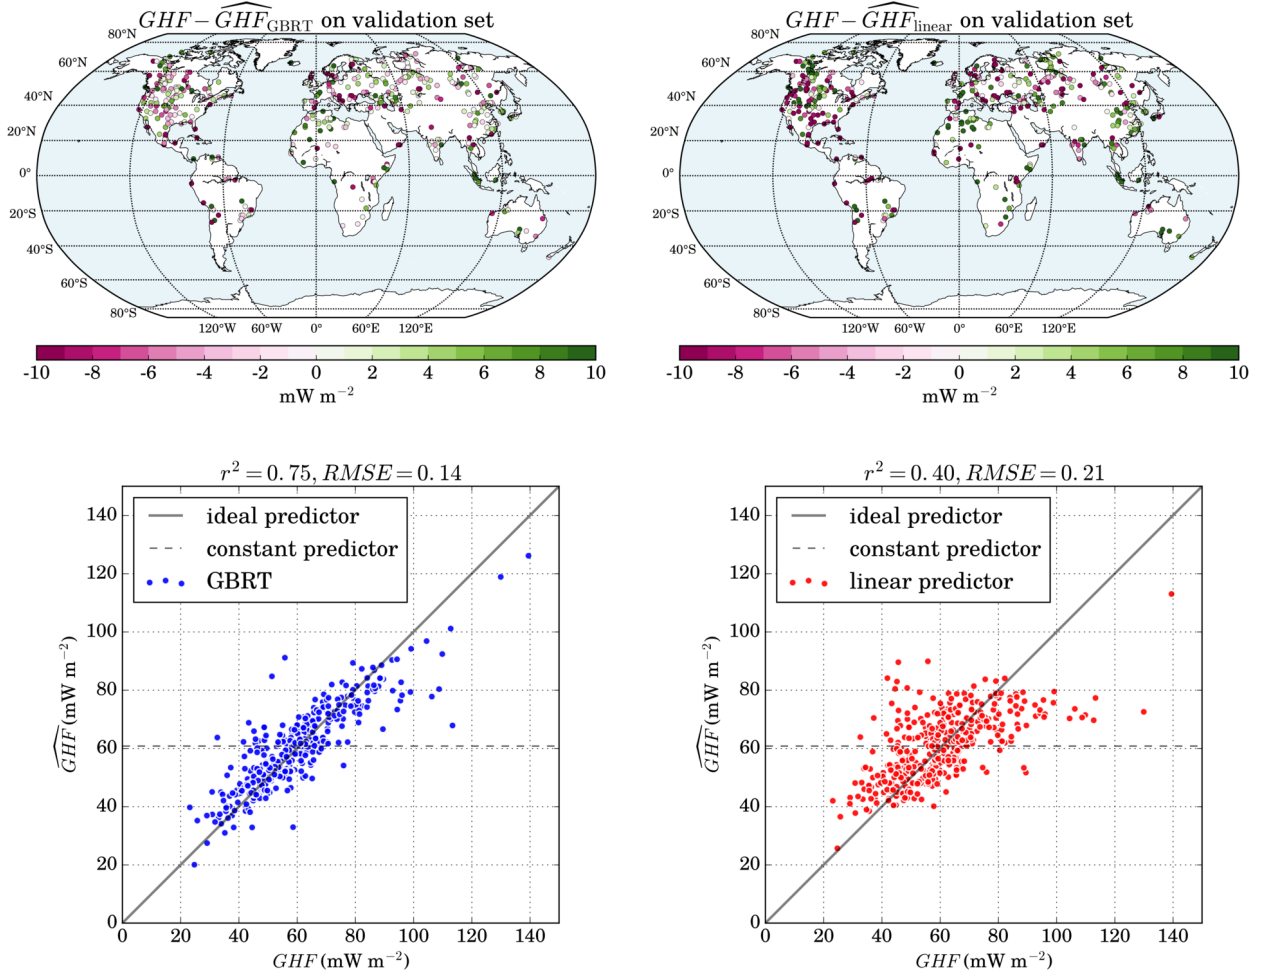 GHF − GHF̂_GBRT on validation set
GHF − GHF̂_linear on validation set
80°N
60°N
40°N
20°N
0°
20°S
40°S
60°S
80°S
120°W 60°W 0° 60°E 120°E
80°N
60°N
40°N
20°N
0°
20°S
40°S
60°S
80°S
120°W 60°W 0° 60°E 120°E
-10 -8 -6 -4 -2 0 2 4 6 8 10
mW m⁻²
-10 -8 -6 -4 -2 0 2 4 6 8 10
mW m⁻²
r² = 0.75, RMSE = 0.14
ideal predictor
constant predictor
GBRT
140
120
100
80
60
40
20
0
GHF̂ (mW m⁻²)
0 20 40 60 80 100 120 140
GHF (mW m⁻²)
r² = 0.40, RMSE = 0.21
ideal predictor
constant predictor
linear predictor
140
120
100
80
60
40
20
0
GHF̂ (mW m⁻²)
0 20 40 60 80 100 120 140
GHF (mW m⁻²)